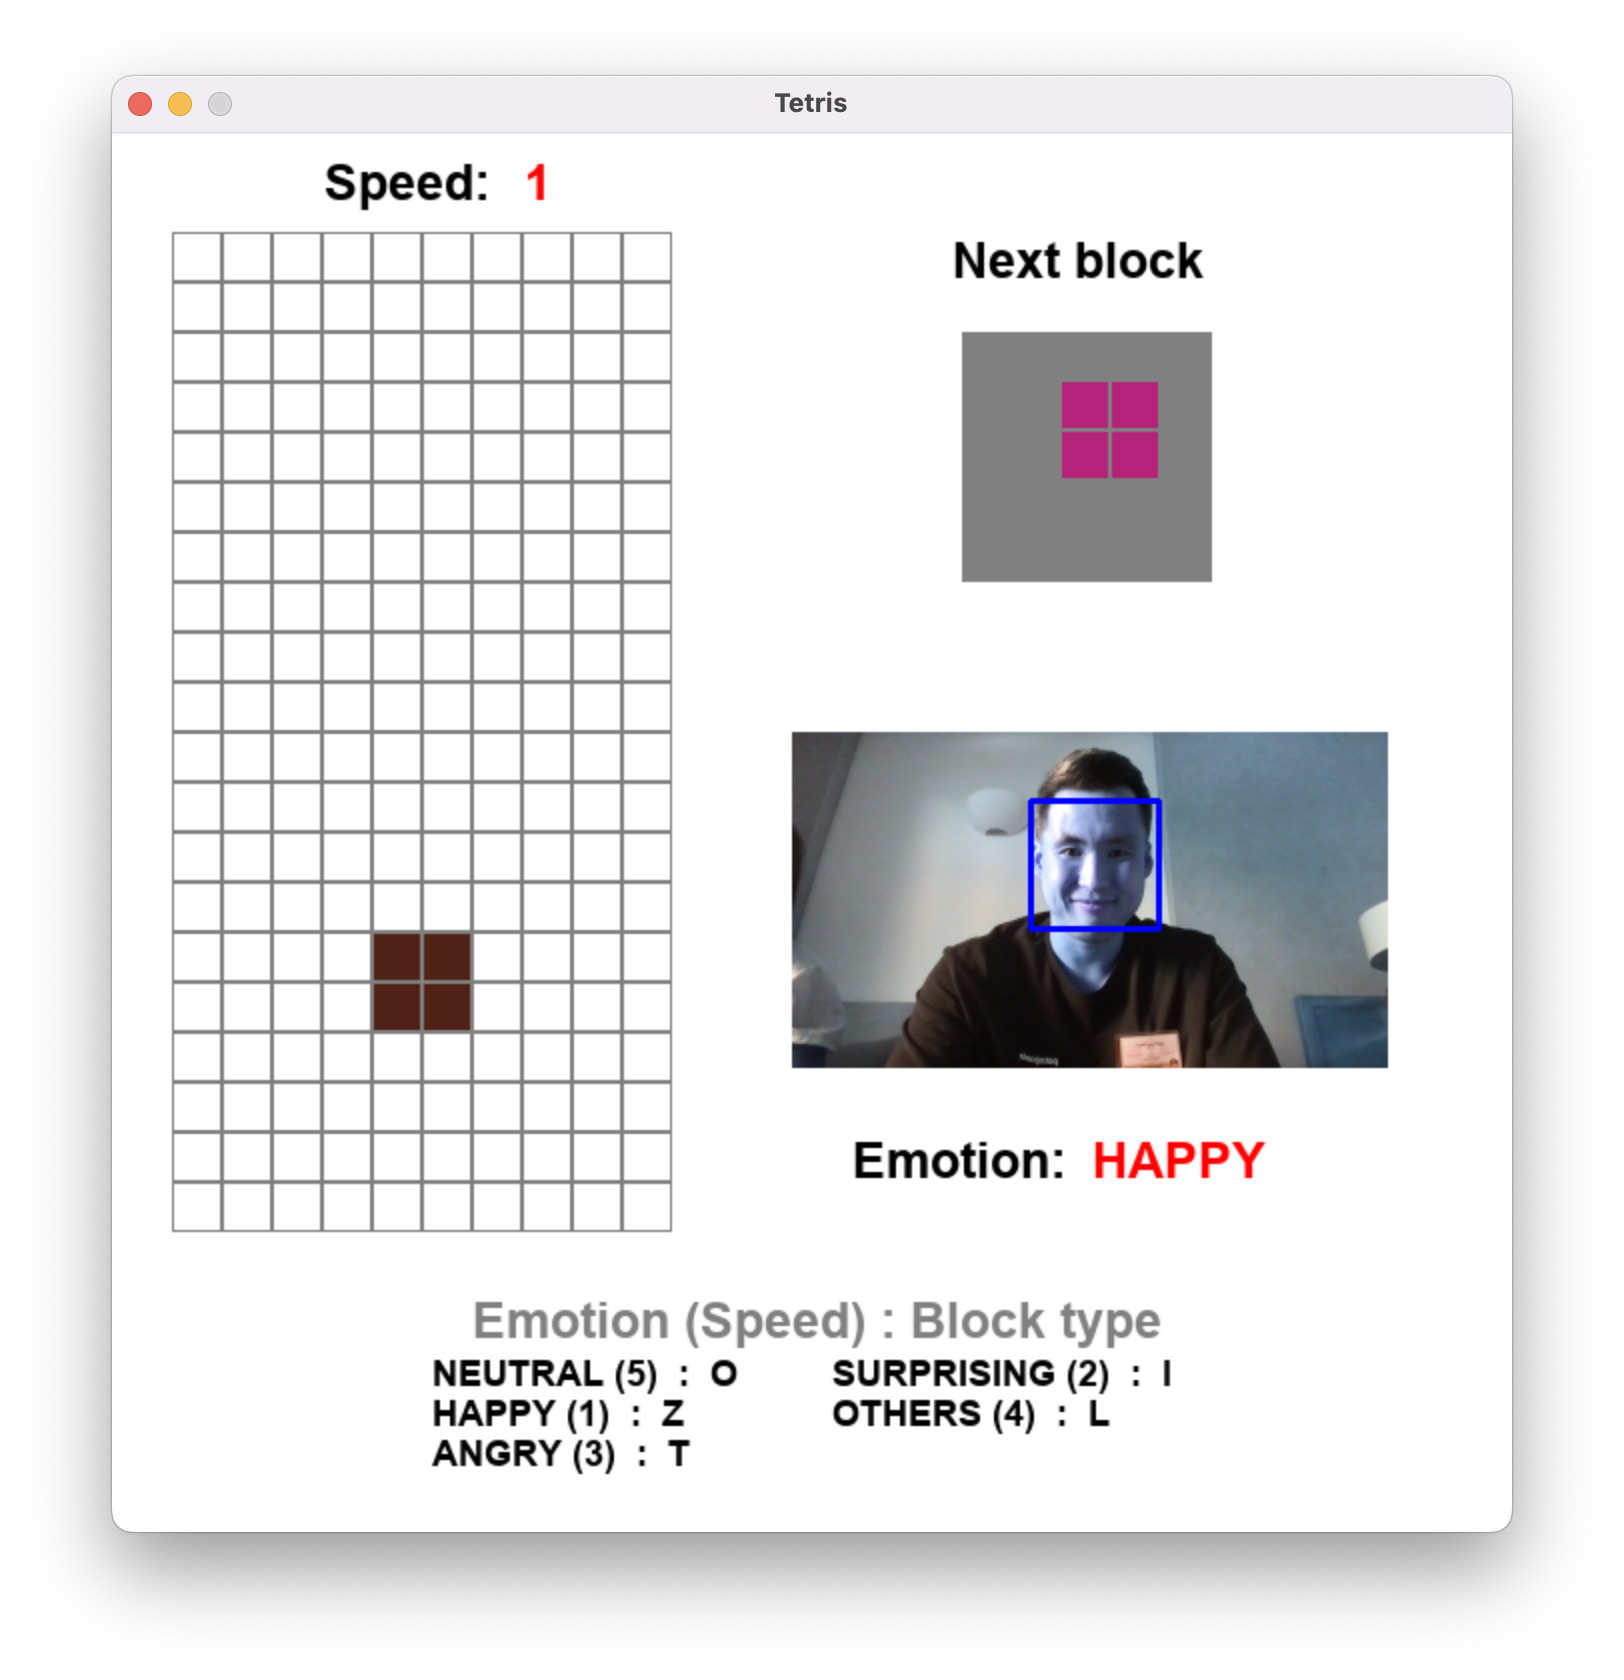 Tetris
Speed: 1
Next block
Emotion: HAPPY
Emotion (Speed) : Block type
NEUTRAL (5) : O
SURPRISING (2) : I
HAPPY (1) : Z
OTHERS (4) : L
ANGRY (3) : T